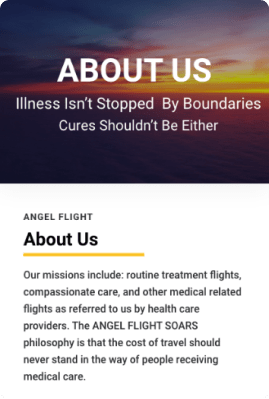 ABOUT US
Illness Isn't Stopped By Boundaries
Cures Shouldn't Be Either
ANGEL FLIGHT
About Us
Our missions include: routine treatment flights,
compassionate care, and other medical related
flights as referred to us by health care
providers. The ANGEL FLIGHT SOARS
philosophy is that the cost of travel should
never stand in the way of people receiving
medical care.